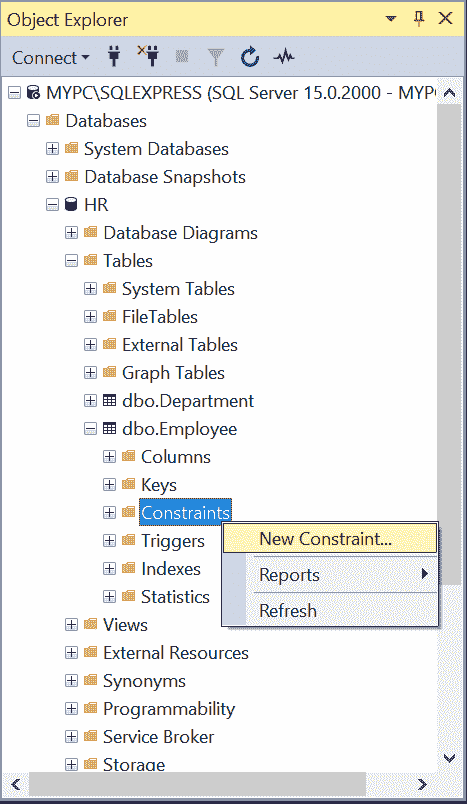 Object Explorer
Connect
MYPC\SQLEXPRESS (SQL Server 15.0.2000 - MYPC
Databases
System Databases
Database Snapshots
HR
Database Diagrams
Tables
System Tables
FileTables
External Tables
Graph Tables
dbo.Department
dbo.Employee
Columns
Keys
Constraints
New Constraint...
Triggers
Reports
Indexes
Statistics
Refresh
Views
External Resources
Synonyms
Programmability
Service Broker
Storage